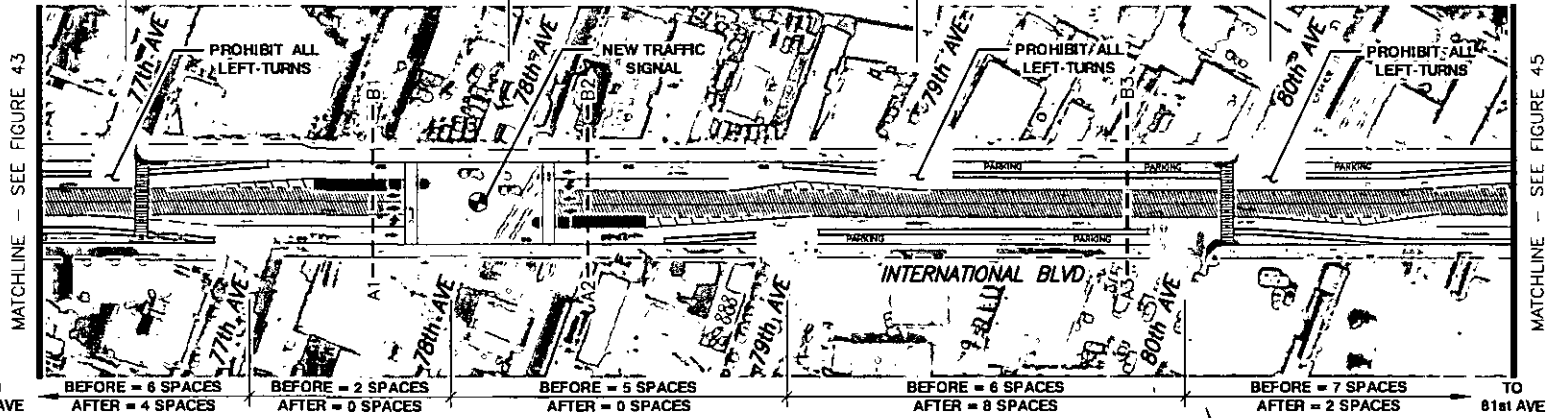 MATCHLINE - SEE FIGURE 43
77th AVE
PROHIBIT ALL
LEFT-TURNS
B1
78th AVE
NEW TRAFFIC
SIGNAL
B2
79th AVE
PROHIBIT ALL
LEFT-TURNS
B3
80th AVE
PROHIBIT ALL
LEFT-TURNS
MATCHLINE - SEE FIGURE 45
PARKING
PARKING
PARKING
PARKING
PARKING
INTERNATIONAL BLVD
77th AVE
A1
78th AVE
A2
79th AVE
A3
80th AVE
BEFORE = 6 SPACES
AFTER = 4 SPACES
BEFORE = 2 SPACES
AFTER = 0 SPACES
BEFORE = 5 SPACES
AFTER = 0 SPACES
BEFORE = 6 SPACES
AFTER = 8 SPACES
BEFORE = 7 SPACES
AFTER = 2 SPACES
AVE
TO
81st AVE